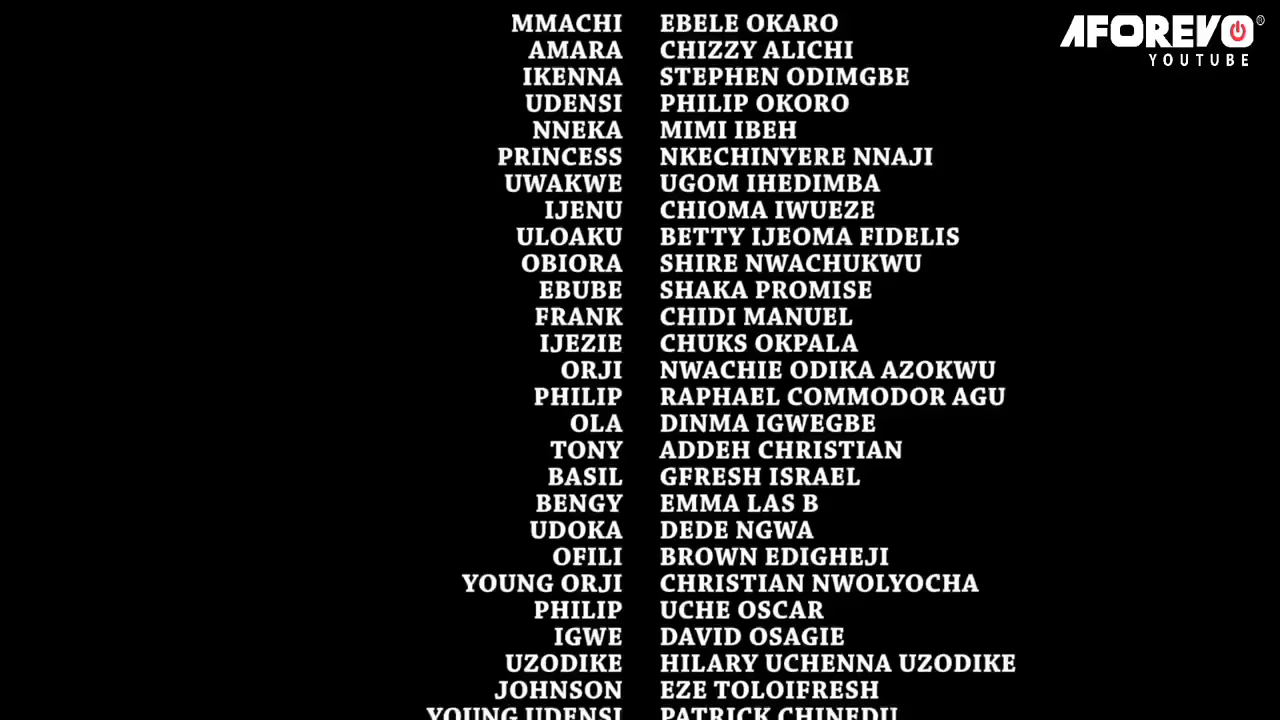 AFOREVO®
YOUTUBE
MMACHI EBELE OKARO
AMARA CHIZZY ALICHI
IKENNA STEPHEN ODIMGBE
UDENSI PHILIP OKORO
NNEKA MIMI IBEH
PRINCESS NKECHINYERE NNAJI
UWAKWE UGOM IHEDIMBA
IJENU CHIOMA IWUEZE
ULOAKU BETTY IJEOMA FIDELIS
OBIORA SHIRE NWACHUKWU
EBUBE SHAKA PROMISE
FRANK CHIDI MANUEL
IJEZIE CHUKS OKPALA
ORJI NWACHIE ODIKA AZOKWU
PHILIP RAPHAEL COMMODOR AGU
OLA DINMA IGWEGBE
TONY ADDEH CHRISTIAN
BASIL GFRESH ISRAEL
BENGY EMMA LAS B
UDOKA DEDE NGWA
OFILI BROWN EDIGHEJI
YOUNG ORJI CHRISTIAN NWOLYOCHA
PHILIP UCHE OSCAR
IGWE DAVID OSAGIE
UZODIKE HILARY UCHENNA UZODIKE
JOHNSON EZE TOLOIFRESH
YOUNG UDENSI PATRICK CHINEDU